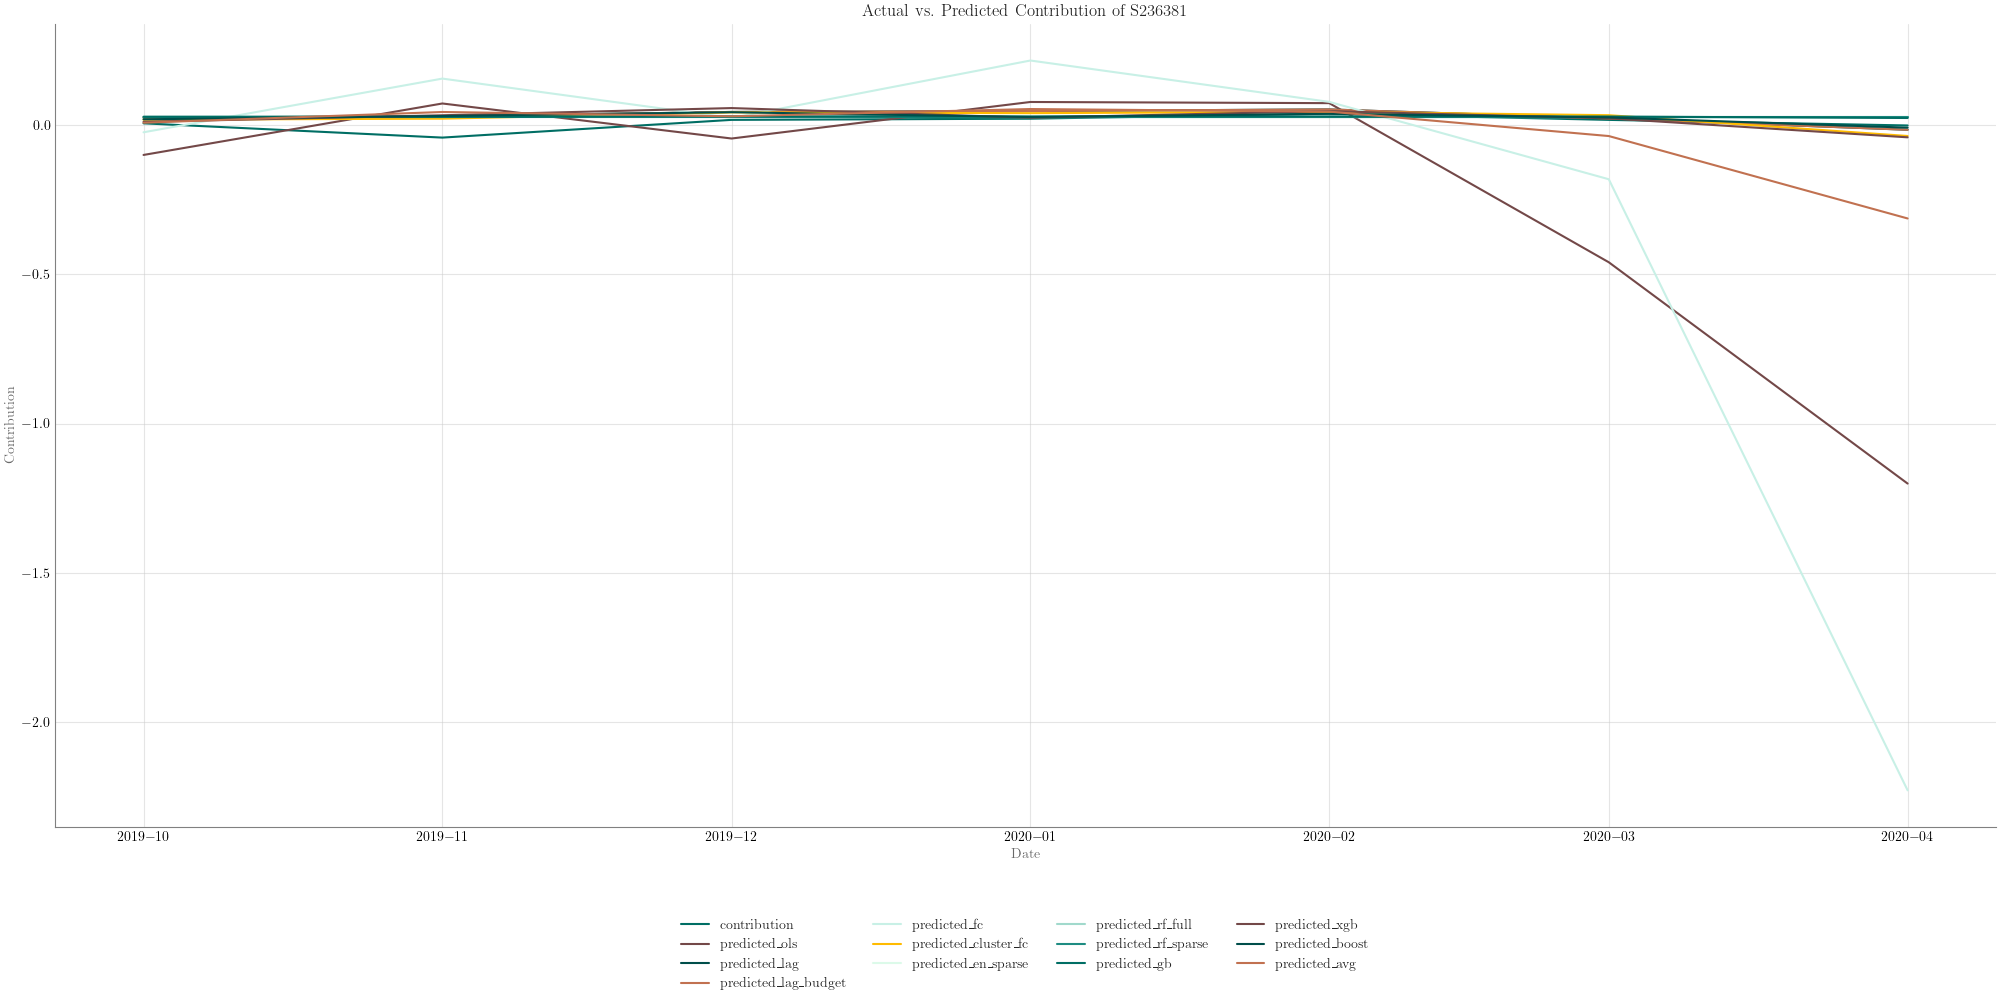 Actual vs. Predicted Contribution of S236381
0.0
−0.5
−1.0
−1.5
−2.0
Contribution
2019−10 2019−11 2019−12 2020−01 2020−02 2020−03 2020−04
Date
contribution predicted_fc predicted_rf_full predicted_xgb
predicted_ols predicted_cluster_fc predicted_rf_sparse predicted_boost
predicted_lag predicted_en_sparse predicted_gb predicted_avg
predicted_lag_budget